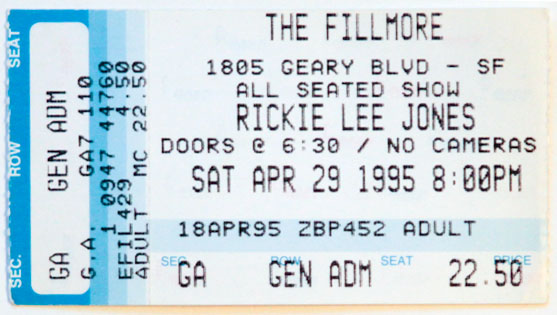 THE FILLMORE
1805 GEARY BLVD - SF
ALL SEATED SHOW
RICKIE LEE JONES
DOORS @ 6:30 / NO CAMERAS
SAT APR 29 1995 8:00PM
18APR95 ZBP452 ADULT
SEC ROW SEAT PRICE
GA GEN ADM 22.50
SEC. ROW SEAT
GA GEN ADM
G.A. GA7 110
1 0947 44760
EFIL429 4.50
ADULT MC 22.50